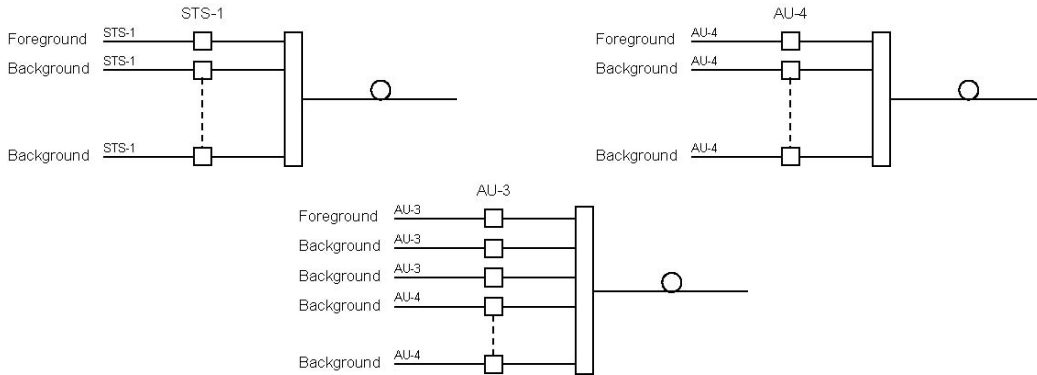 STS-1
Foreground STS-1
Background STS-1
Background STS-1
AU-4
Foreground AU-4
Background AU-4
Background AU-4
AU-3
Foreground AU-3
Background AU-3
Background AU-3
Background AU-4
Background AU-4